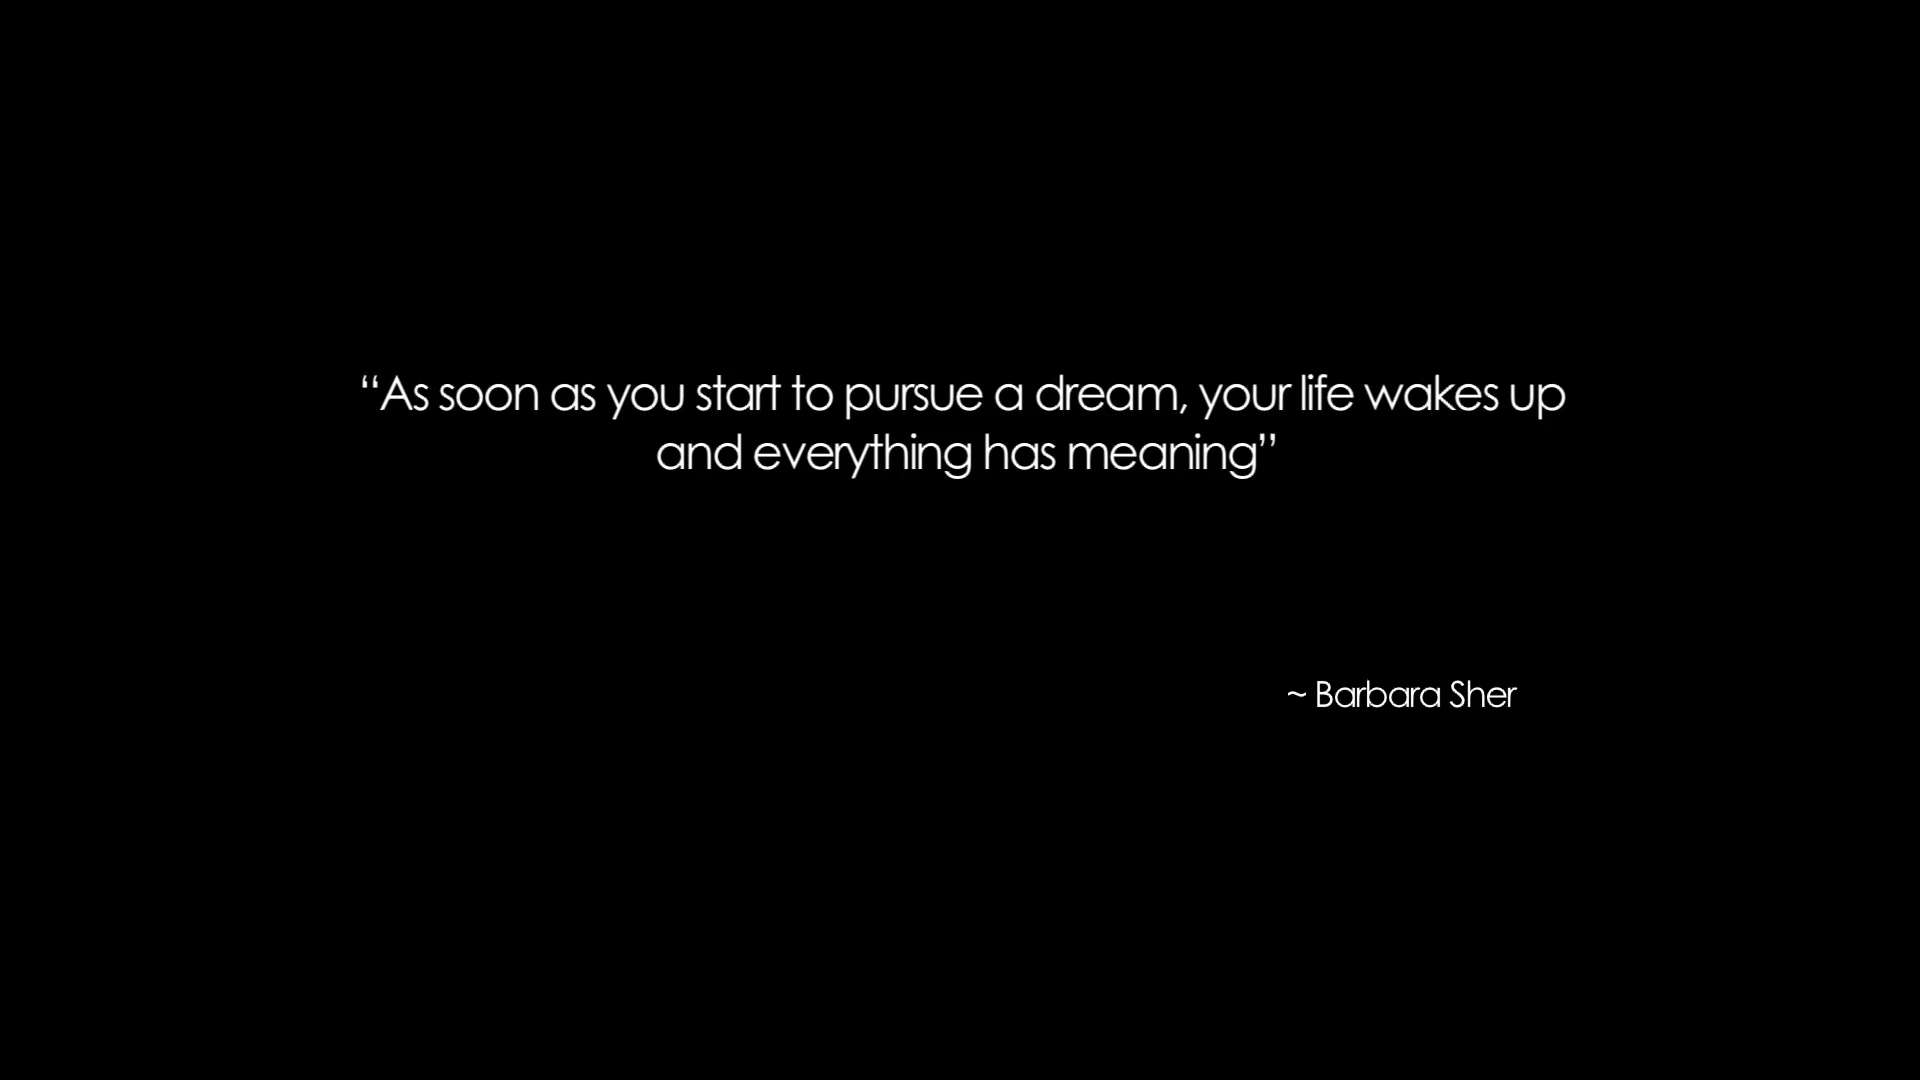 “As soon as you start to pursue a dream, your life wakes up
and everything has meaning”
~ Barbara Sher